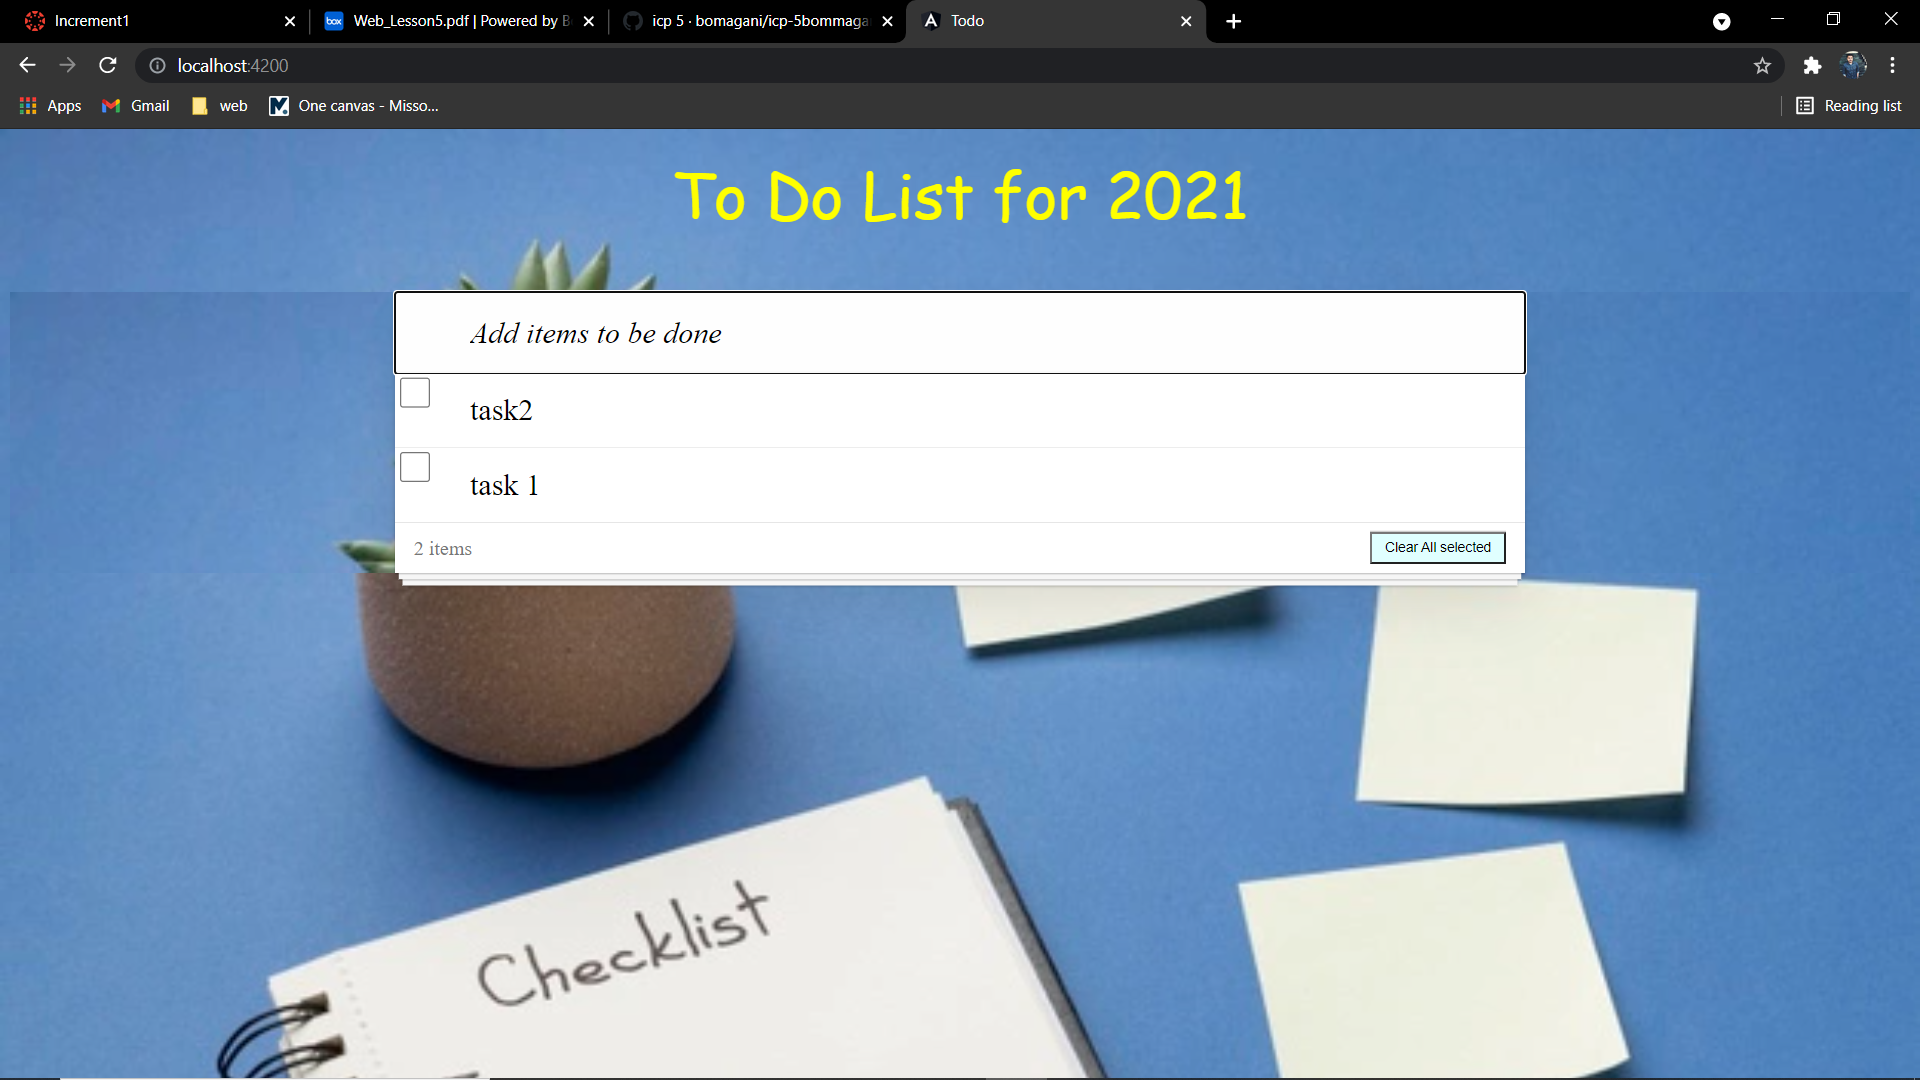 Increment1
Web_Lesson5.pdf | Powered by
icp 5 · bomagani/icp-5bommaga
Todo
localhost:4200
Apps
Gmail
web
One canvas - Misso...
Reading list
To Do List for 2021
Add items to be done
task2
task 1
2 items
Clear All selected
Checklist